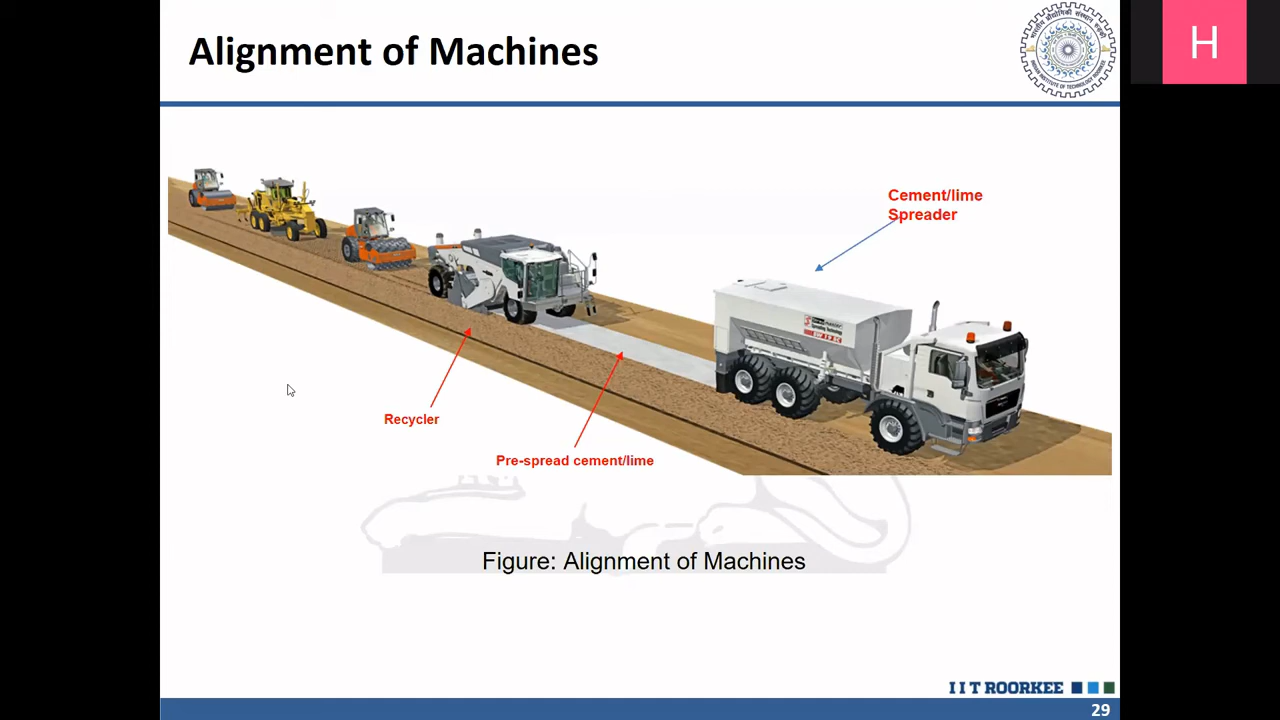 Alignment of Machines
H
Cement/lime
Spreader
Recycler
Pre-spread cement/lime
Figure: Alignment of Machines
IIT ROORKEE
29